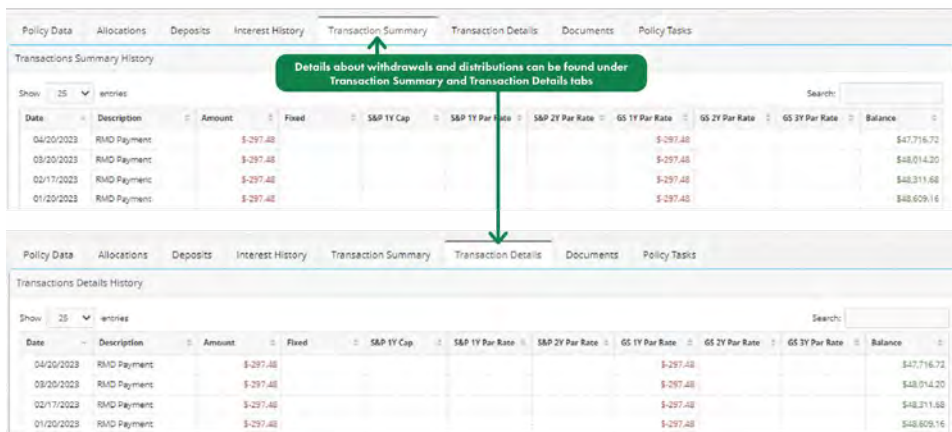 Policy Data Allocations Deposits Interest History Transaction Summary Transaction Details Documents Policy Tasks
Transactions Summary History
Details about withdrawals and distributions can be found under
Transaction Summary and Transaction Details tabs
Show 25 entries Search:
Date Description Amount Fixed S&P 1Y Cap S&P 1Y Par Rate S&P 2Y Par Rate GS 1Y Par Rate GS 2Y Par Rate GS 3Y Par Rate Balance
04/20/2023 RMD Payment $-297.48 $-297.48 $47,716.72
03/20/2023 RMD Payment $-297.48 $-297.48 $48,014.20
02/17/2023 RMD Payment $-297.48 $-297.48 $48,311.68
01/20/2023 RMD Payment $-297.48 $-297.48 $48,609.16
Policy Data Allocations Deposits Interest History Transaction Summary Transaction Details Documents Policy Tasks
Transactions Details History
Show 25 entries Search:
Date Description Amount Fixed S&P 1Y Cap S&P 1Y Par Rate S&P 2Y Par Rate GS 1Y Par Rate GS 2Y Par Rate GS 3Y Par Rate Balance
04/20/2023 RMD Payment $-297.48 $-297.48 $47,716.72
03/20/2023 RMD Payment $-297.48 $-297.48 $48,014.20
02/17/2023 RMD Payment $-297.48 $-297.48 $48,311.68
01/20/2023 RMD Payment $-297.48 $-297.48 $48,609.16